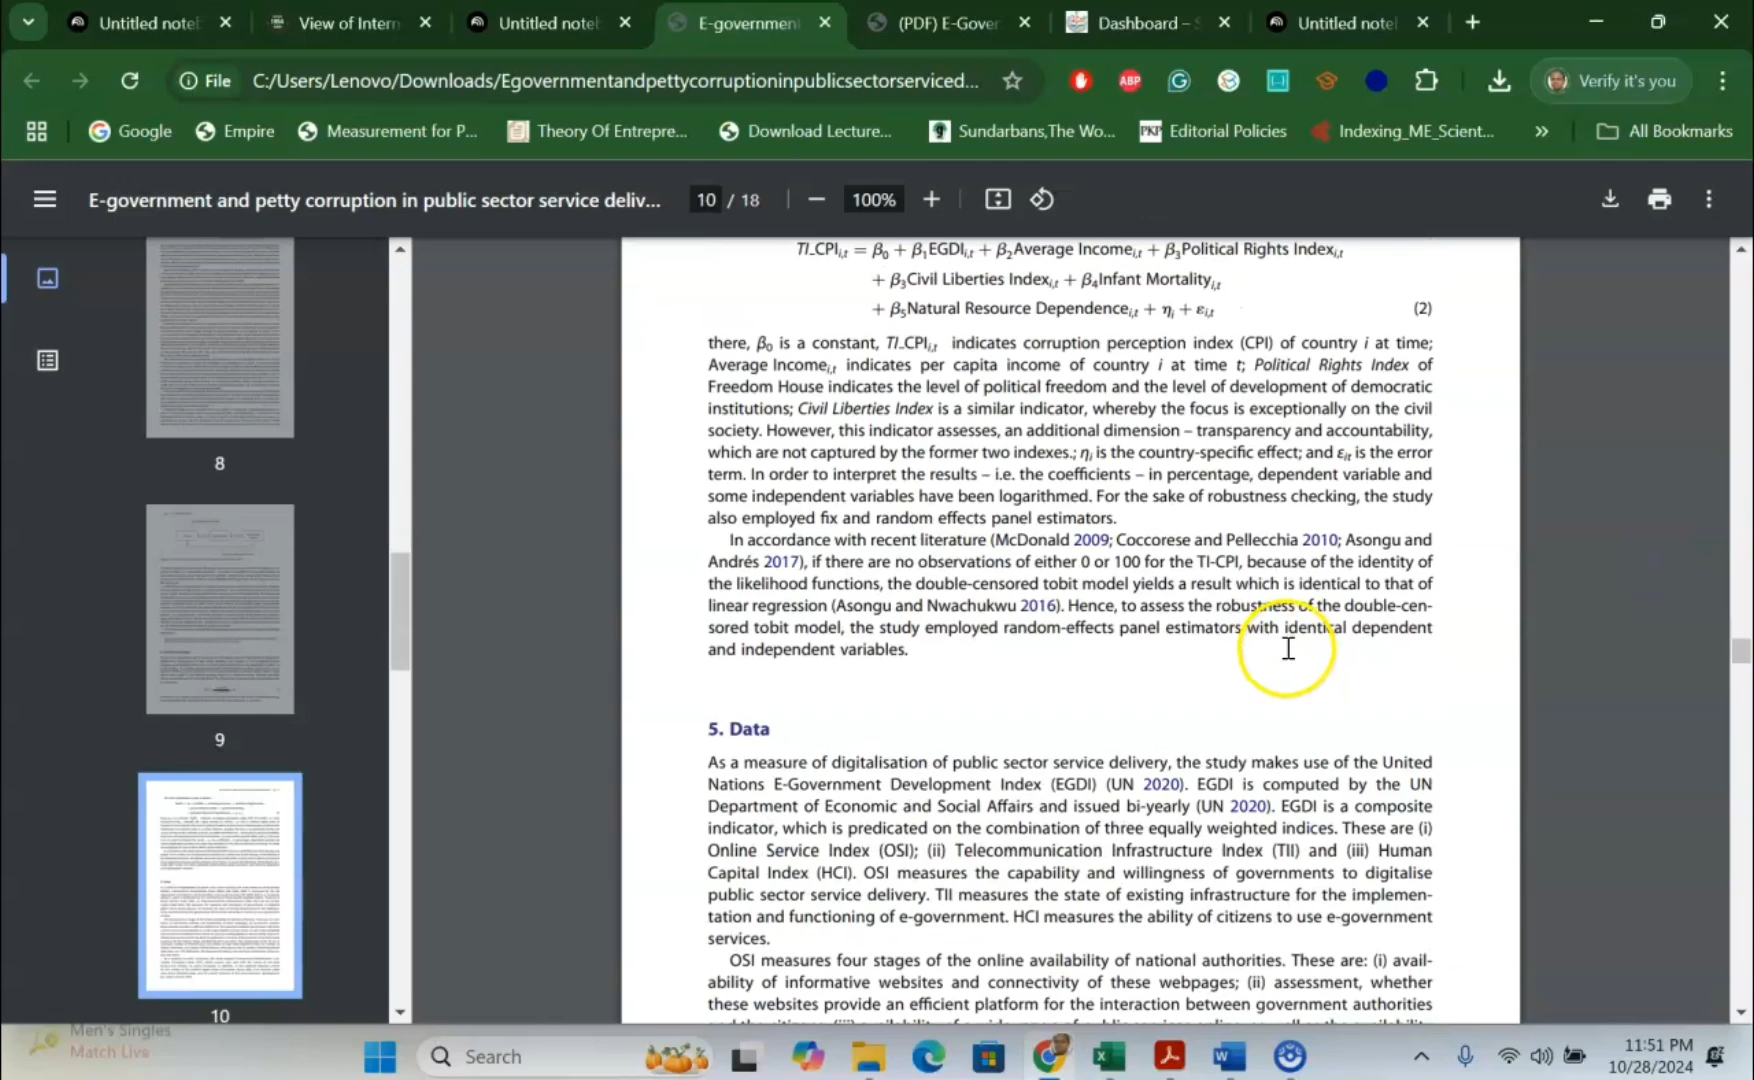 Untitled note
View of Intern
Untitled note
E-government
(PDF) E-Gover
Dashboard – S
Untitled note
File
C:/Users/Lenovo/Downloads/Egovernmentandpettycorruptioninpublicsectorserviced...
ABP
Verify it's you
Google
Empire
Measurement for P...
Theory Of Entrepre...
Download Lecture...
Sundarbans,The Wo...
PKP Editorial Policies
Indexing_ME_Scient...
»
All Bookmarks
E-government and petty corruption in public sector service deliv...
10 / 18
100%
8
9
10
TI_CPIi,t = β0 + β1EGDIi,t + β2Average Incomei,t + β3Political Rights Indexi,t
+ β3Civil Liberties Indexi,t + β4Infant Mortalityi,t
+ β5Natural Resource Dependencei,t + ηi + εi,t (2)
there, β0 is a constant, TI_CPIi,t indicates corruption perception index (CPI) of country i at time;
Average Incomei,t indicates per capita income of country i at time t; Political Rights Index of
Freedom House indicates the level of political freedom and the level of development of democratic
institutions; Civil Liberties Index is a similar indicator, whereby the focus is exceptionally on the civil
society. However, this indicator assesses, an additional dimension – transparency and accountability,
which are not captured by the former two indexes.; ηi is the country-specific effect; and εit is the error
term. In order to interpret the results – i.e. the coefficients – in percentage, dependent variable and
some independent variables have been logarithmed. For the sake of robustness checking, the study
also employed fix and random effects panel estimators.
In accordance with recent literature (McDonald 2009; Coccorese and Pellecchia 2010; Asongu and
Andrés 2017), if there are no observations of either 0 or 100 for the TI-CPI, because of the identity of
the likelihood functions, the double-censored tobit model yields a result which is identical to that of
linear regression (Asongu and Nwachukwu 2016). Hence, to assess the robustness of the double-cen-
sored tobit model, the study employed random-effects panel estimators with identical dependent
and independent variables.
5. Data
As a measure of digitalisation of public sector service delivery, the study makes use of the United
Nations E-Government Development Index (EGDI) (UN 2020). EGDI is computed by the UN
Department of Economic and Social Affairs and issued bi-yearly (UN 2020). EGDI is a composite
indicator, which is predicated on the combination of three equally weighted indices. These are (i)
Online Service Index (OSI); (ii) Telecommunication Infrastructure Index (TII) and (iii) Human
Capital Index (HCI). OSI measures the capability and willingness of governments to digitalise
public sector service delivery. TII measures the state of existing infrastructure for the implemen-
tation and functioning of e-government. HCI measures the ability of citizens to use e-government
services.
OSI measures four stages of the online availability of national authorities. These are: (i) avail-
ability of informative websites and connectivity of these webpages; (ii) assessment, whether
these websites provide an efficient platform for the interaction between government authorities
Men's Singles
Match Live
Search
11:51 PM
10/28/2024